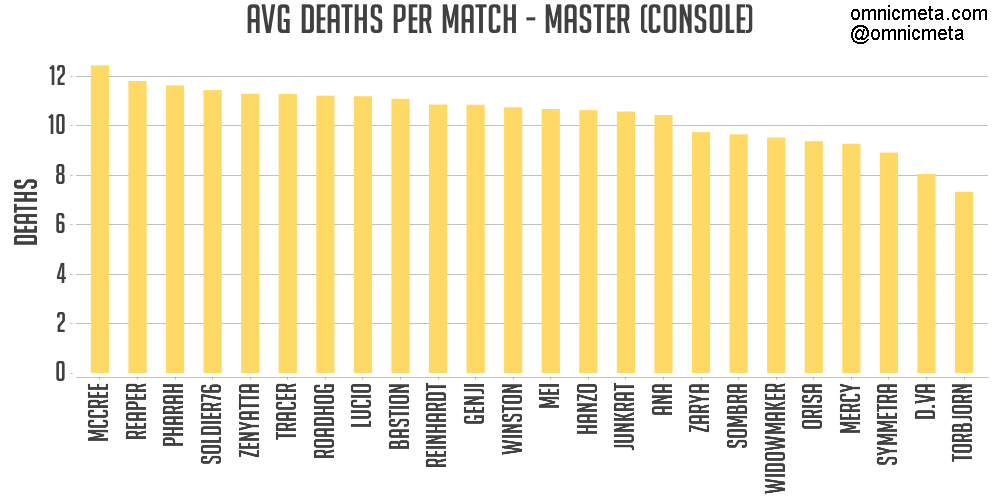 AVG DEATHS PER MATCH - MASTER (CONSOLE)
omnicmeta.com
@omnicmeta
DEATHS
12
10
8
6
4
2
0
MCREE
REAPER
PHARAH
SOLDIER76
ZENYATTA
TRACER
ROADHOG
LUCIO
BASTION
REINHARDT
GENJI
WINSTON
MEI
HANZO
JUNKRAT
ANA
ZARYA
SOMBRA
WIDOWMAKER
ORISA
MERCY
SYMMETRA
D.VA
TORBJORN